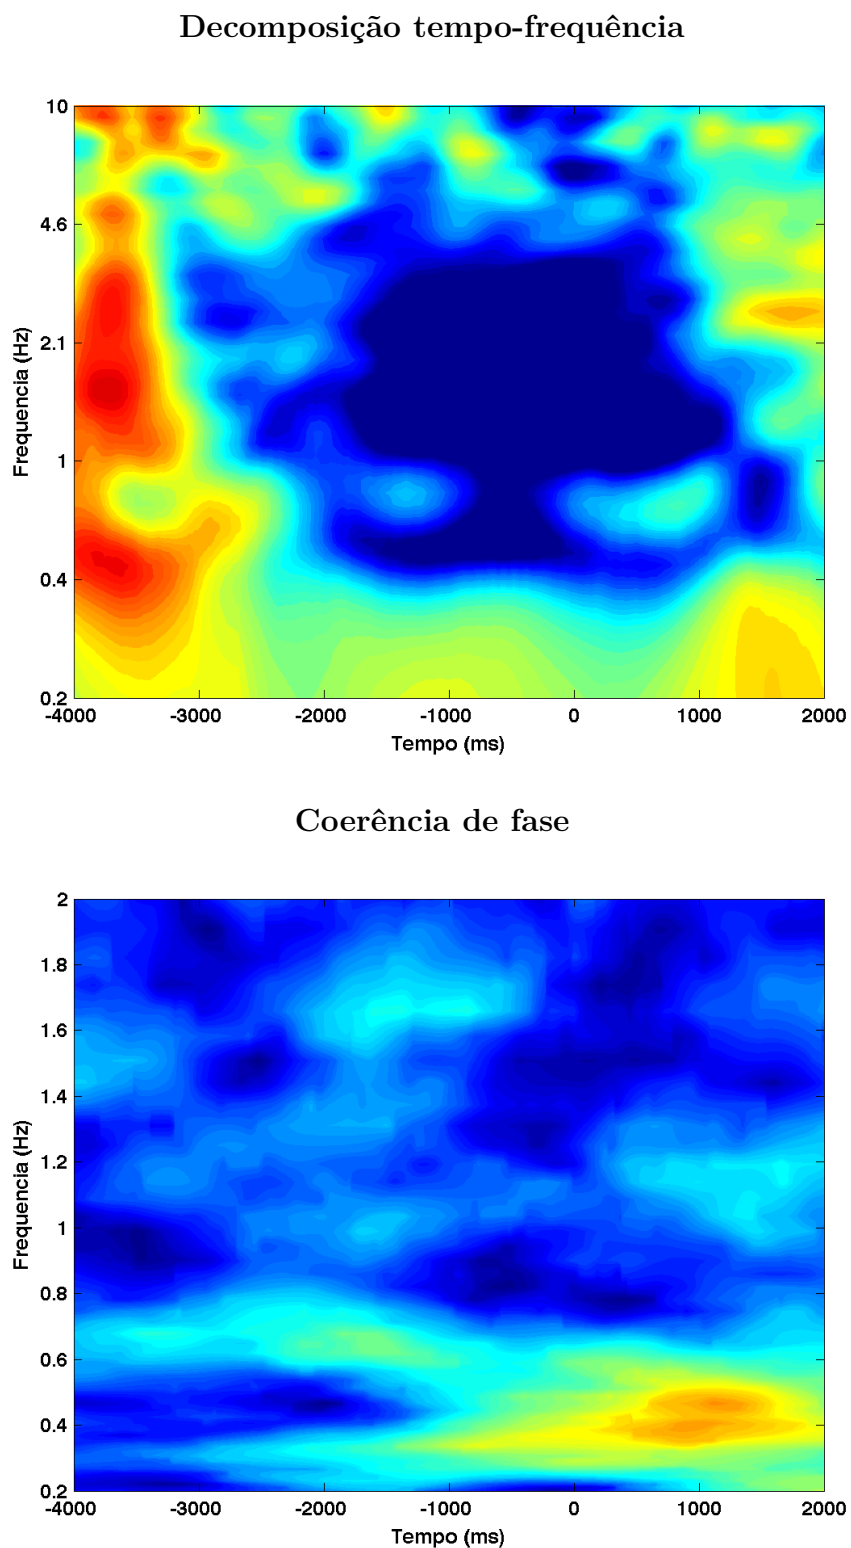 Decomposição tempo-frequência
10
4.6
2.1
1
0.4
0.2
Frequencia (Hz)
-4000 -3000 -2000 -1000 0 1000 2000
Tempo (ms)
Coerência de fase
2
1.8
1.6
1.4
1.2
1
0.8
0.6
0.4
0.2
Frequencia (Hz)
-4000 -3000 -2000 -1000 0 1000 2000
Tempo (ms)